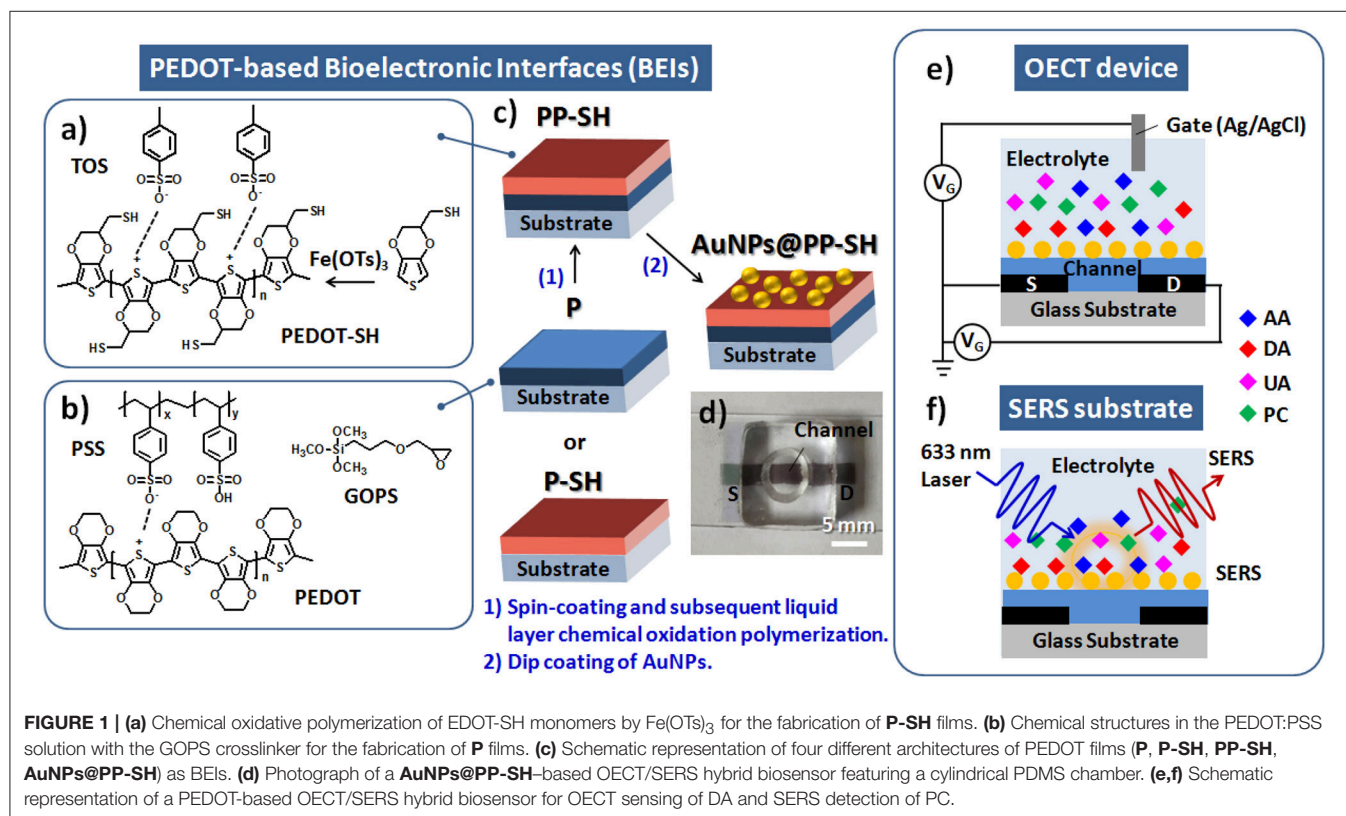 PEDOT-based Bioelectronic Interfaces (BEIs)
a)
TOS
O=S=O
O-
O=S=O
O-
SH
SH
SH
SH
O O
O O
O O
O O
S+
S+
S
S
S
n
HS
HS
Fe(OTs)3
PEDOT-SH
b)
PSS
x
y
O=S=O
O-
O=S=O
OH
OCH3
H3CO-Si
OCH3
O
O
GOPS
O O
O O
O O
O O
O O
S+
S
S
S
S
n
PEDOT
c)
PP-SH
Substrate
(1)
(2)
P
Substrate
or
P-SH
Substrate
AuNPs@PP-SH
Substrate
d)
Channel
S
D
5 mm
1) Spin-coating and subsequent liquid
layer chemical oxidation polymerization.
2) Dip coating of AuNPs.
e)
OECT device
Gate (Ag/AgCl)
Electrolyte
VG
Channel
S
D
Glass Substrate
VG
AA
DA
UA
PC
f)
SERS substrate
633 nm
Laser
Electrolyte
SERS
SERS
Glass Substrate
FIGURE 1 | (a) Chemical oxidative polymerization of EDOT-SH monomers by Fe(OTs)3 for the fabrication of P-SH films. (b) Chemical structures in the PEDOT:PSS
solution with the GOPS crosslinker for the fabrication of P films. (c) Schematic representation of four different architectures of PEDOT films (P, P-SH, PP-SH,
AuNPs@PP-SH) as BEIs. (d) Photograph of a AuNPs@PP-SH–based OECT/SERS hybrid biosensor featuring a cylindrical PDMS chamber. (e,f) Schematic
representation of a PEDOT-based OECT/SERS hybrid biosensor for OECT sensing of DA and SERS detection of PC.